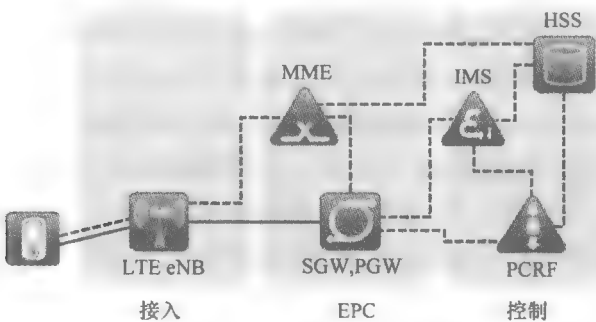 HSS
MME
IMS
LTE eNB
SGW,PGW
PCRF
接入
EPC
控制